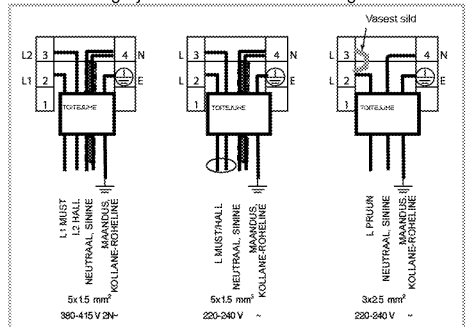 Vasest sild
L2 3 4 N
L1 2 E
1
TOITEJUHE
L1 MUST
L2 HALL
NEUTRAAL, SININE
MAANDUS,
KOLLANE-ROHELINE
5x1.5 mm²
380-415 V 2N~
L 3 4 N
L 2 E
1
TOITEJUHE
L MUST/HALL
NEUTRAAL, SININE
MAANDUS,
KOLLANE-ROHELINE
5x1.5 mm²
220-240 V ~
L 3 4 N
L 2 E
1
TOITEJUHE
L PRUUN
NEUTRAAL, SININE
MAANDUS,
KOLLANE-ROHELINE
3x2.5 mm²
220-240 V ~